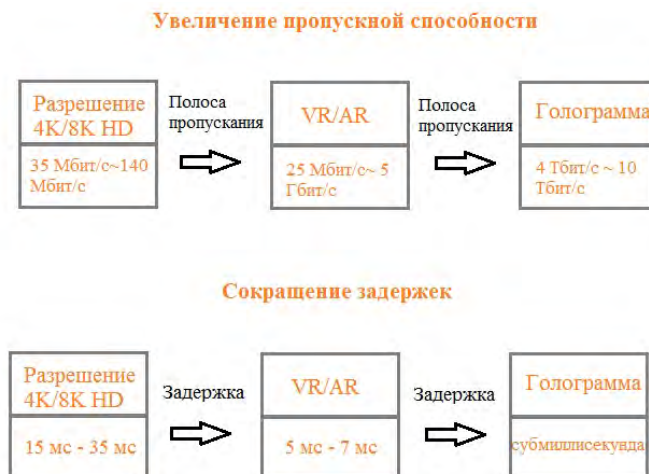 Увеличение пропускной способности
Разрешение
4K/8K HD
35 Мбит/с~140
Мбит/с
Полоса
пропускания
VR/AR
25 Мбит/с~ 5
Гбит/с
Полоса
пропускания
Голограмма
4 Тбит/с ~ 10
Тбит/с
Сокращение задержек
Разрешение
4K/8K HD
15 мс - 35 мс
Задержка
VR/AR
5 мс - 7 мс
Задержка
Голограмма
субмиллисекунда